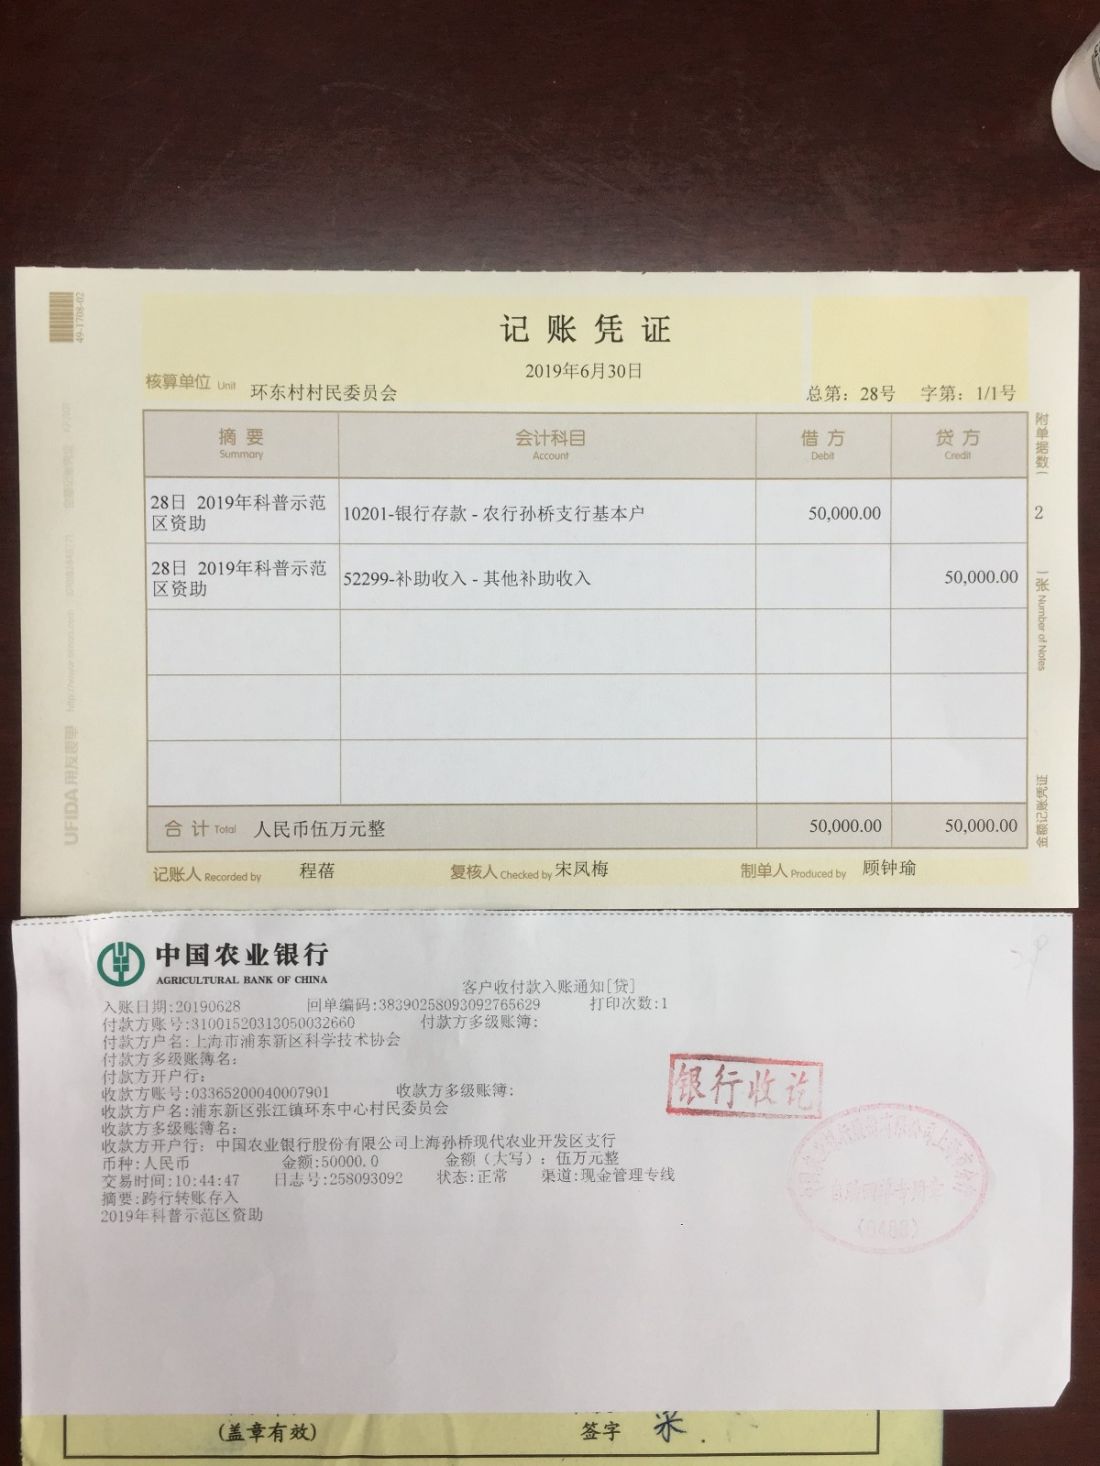 49-1708-02
记账凭证
2019年6月30日
核算单位 Unit 环东村村民委员会
总第：28号 字第：1/1号
摘要 会计科目 借方 贷方
Summary Account Debit Credit
28日 2019年科普示范区资助 10201-银行存款 - 农行孙桥支行基本户 50,000.00
28日 2019年科普示范区资助 52299-补助收入 - 其他补助收入 50,000.00
合计 Total 人民币伍万元整 50,000.00 50,000.00
记账人 Recorded by 程蓓 复核人 Checked by 宋凤梅 制单人 Produced by 顾钟瑜
附单据数 2 张 Number of Notes
金额记账凭证
UFIDA 用友表单
中国农业银行
AGRICULTURAL BANK OF CHINA
客户收付款入账通知[贷]
入账日期:20190628 回单编码:38390258093092765629 打印次数:1
付款方账号:31001520313050032660 付款方多级账簿:
付款方户名:上海市浦东新区科学技术协会
付款方多级账簿名:
付款方开户行:
收款方账号:03365200040007901 收款方多级账簿:
收款方户名:浦东新区张江镇环东中心村民委员会
收款方多级账簿名:
收款方开户行: 中国农业银行股份有限公司上海孙桥现代农业开发区支行
币种:人民币 金额:50000.0 金额（大写）: 伍万元整
交易时间:10:44:47 日志号:258093092 状态:正常 渠道:现金管理专线
摘要:跨行转账存入
2019年科普示范区资助
银行收讫
(盖章有效) 签字